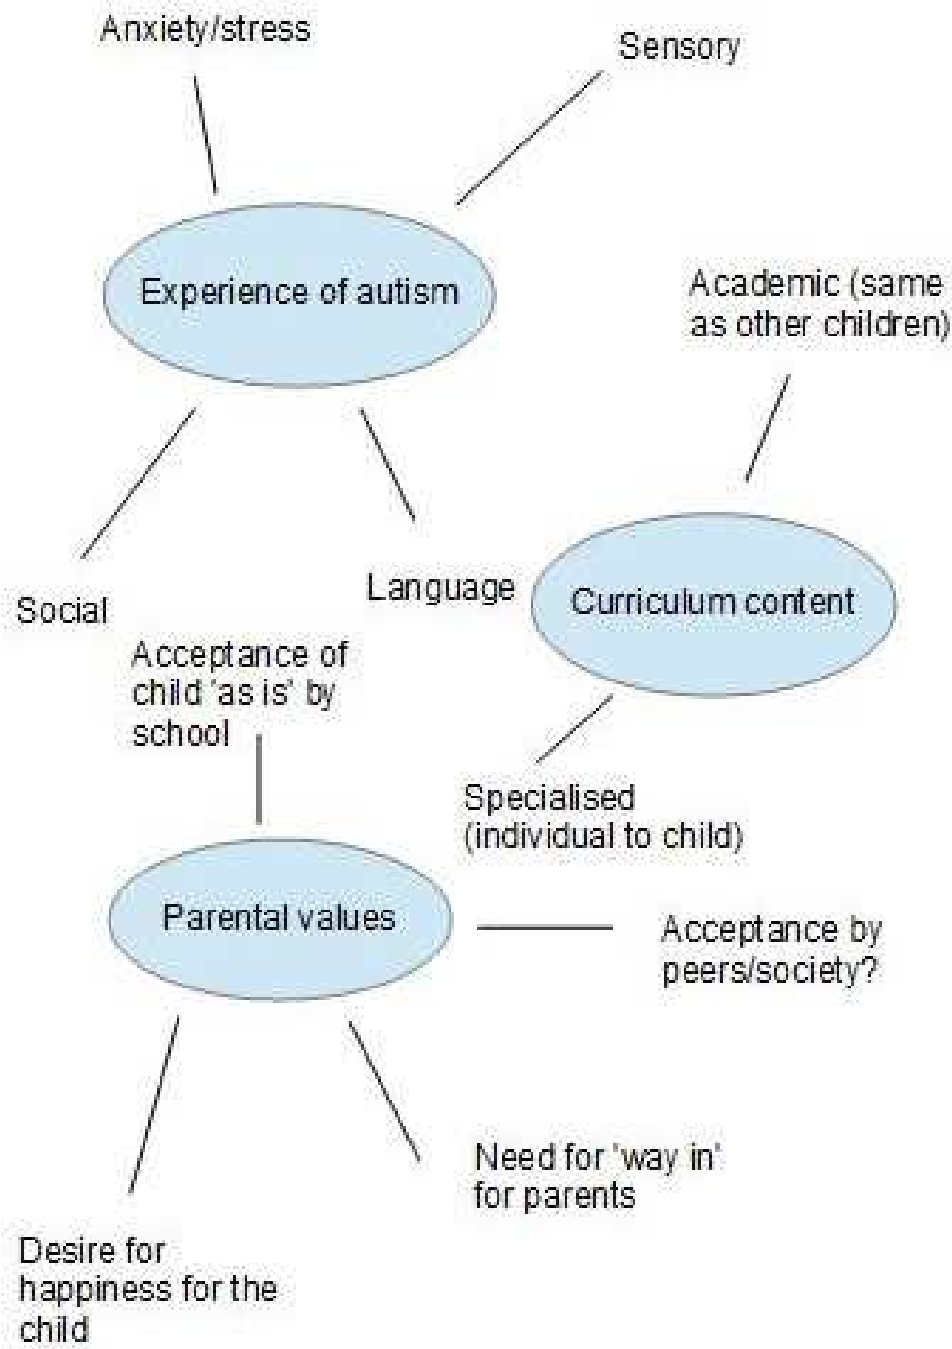 Anxiety/stress
Sensory
Experience of autism
Academic (same
as other children)
Social
Language
Curriculum content
Acceptance of
child 'as is' by
school
Specialised
(individual to child)
Parental values
Acceptance by
peers/society?
Need for 'way in'
for parents
Desire for
happiness for the
child